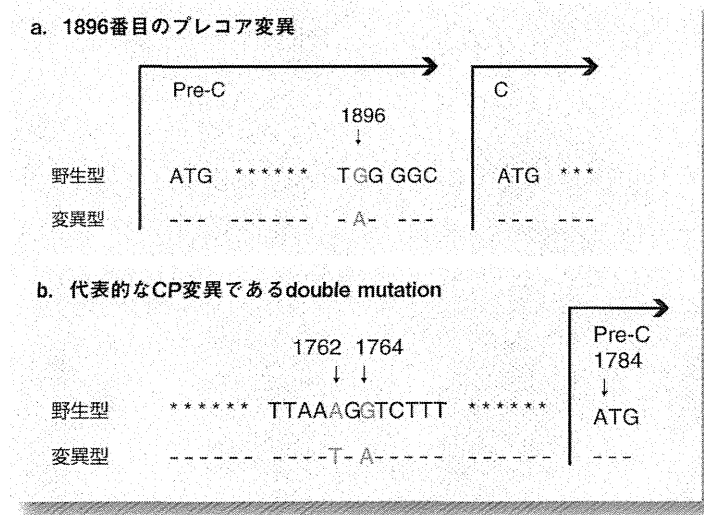 a. 1896番目のプレコア変異
Pre-C
C
1896
↓
野生型 ATG ****** TGG GGC ATG ***
変異型 --- ------ -A- --- --- ---
b. 代表的なCP変異であるdouble mutation
Pre-C
1762 1764
1784
↓ ↓
↓
野生型 ****** TTAAAGGTCTTT ****** ATG
変異型 ------ ----T-A----- ------ ---